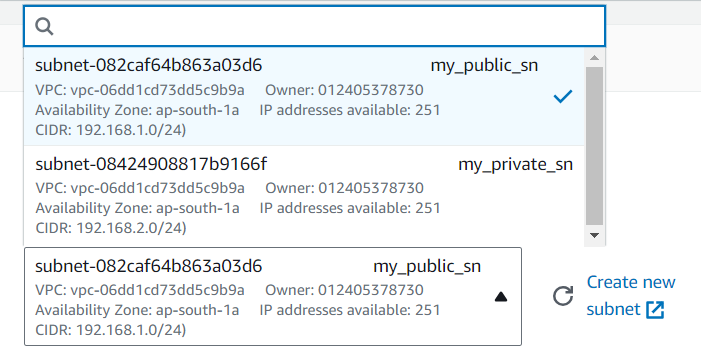 subnet-082caf64b863a03d6 my_public_sn
VPC: vpc-06dd1cd73dd5c9b9a Owner: 012405378730
Availability Zone: ap-south-1a IP addresses available: 251
CIDR: 192.168.1.0/24)
subnet-08424908817b9166f my_private_sn
VPC: vpc-06dd1cd73dd5c9b9a Owner: 012405378730
Availability Zone: ap-south-1a IP addresses available: 251
CIDR: 192.168.2.0/24)
subnet-082caf64b863a03d6 my_public_sn
VPC: vpc-06dd1cd73dd5c9b9a Owner: 012405378730
Availability Zone: ap-south-1a IP addresses available: 251
CIDR: 192.168.1.0/24)
Create new
subnet